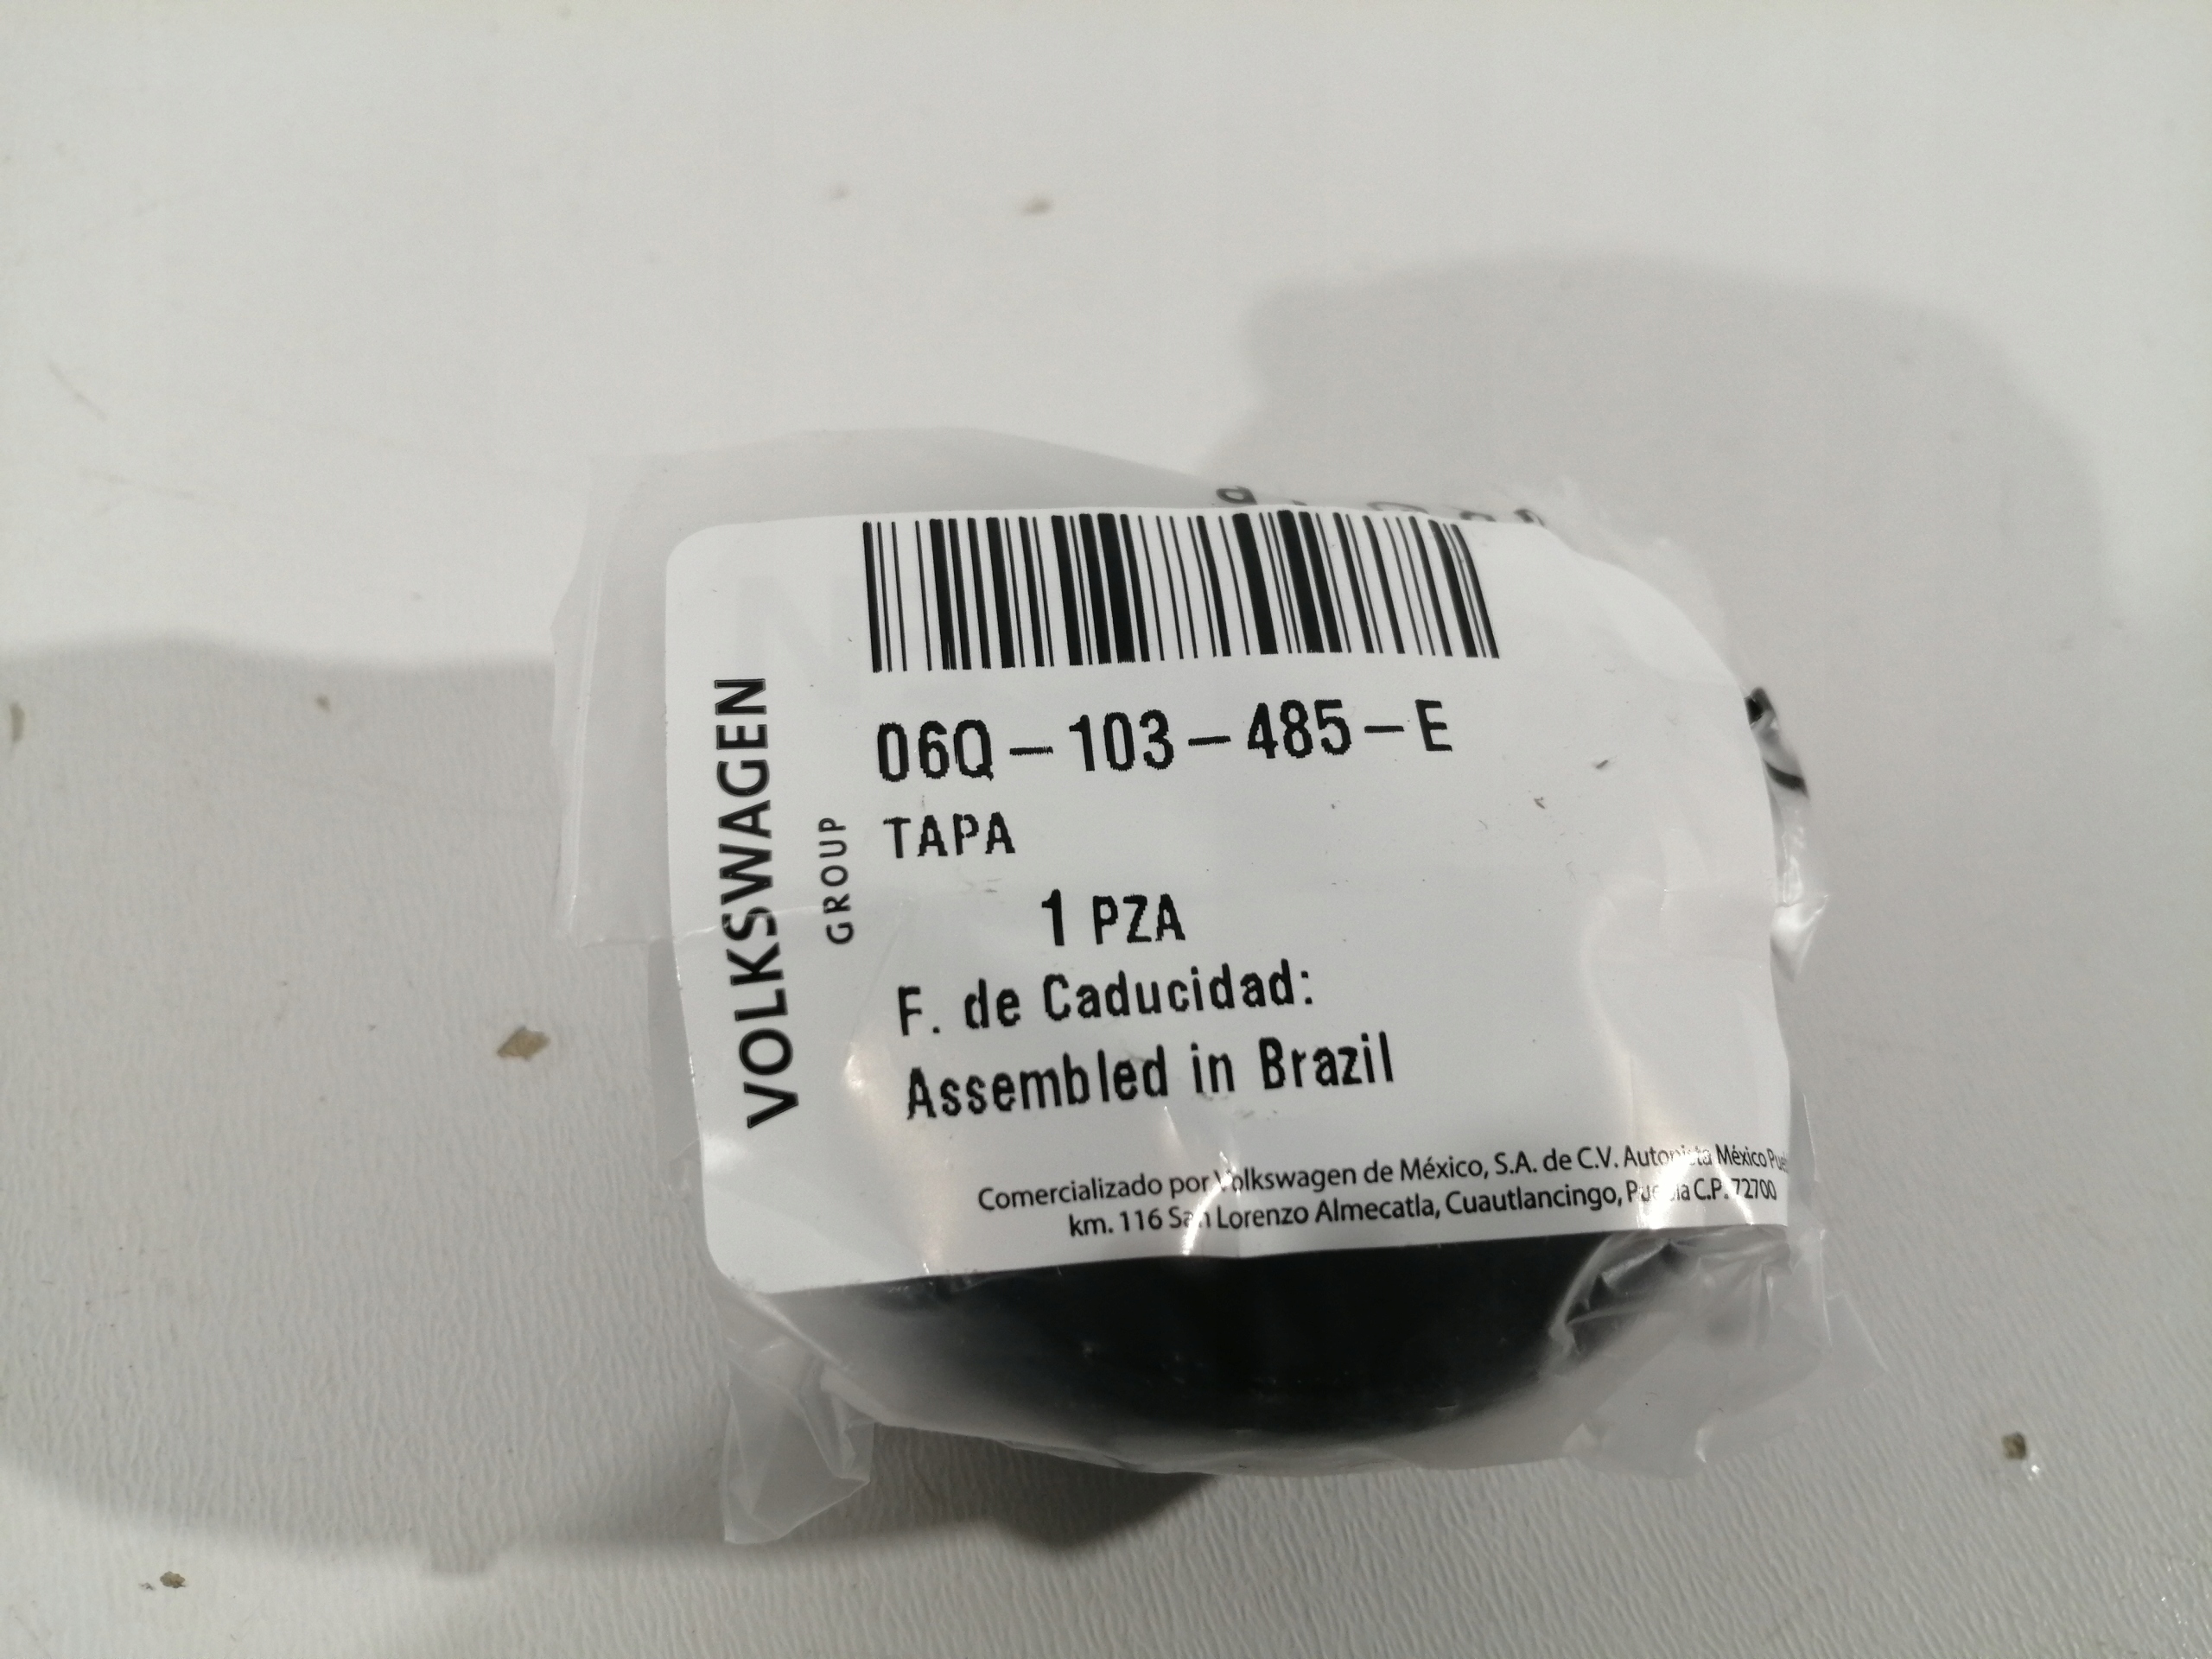 VOLKSWAGEN
GROUP
06Q-103-485-E
TAPA
1 PZA
F. de Caducidad:
Assembled in Brazil
Comercializado por Volkswagen de México, S.A. de C.V. Autopista México
km. 116 San Lorenzo Almecatla, Cuautlancingo, Puebla C.P. 72700